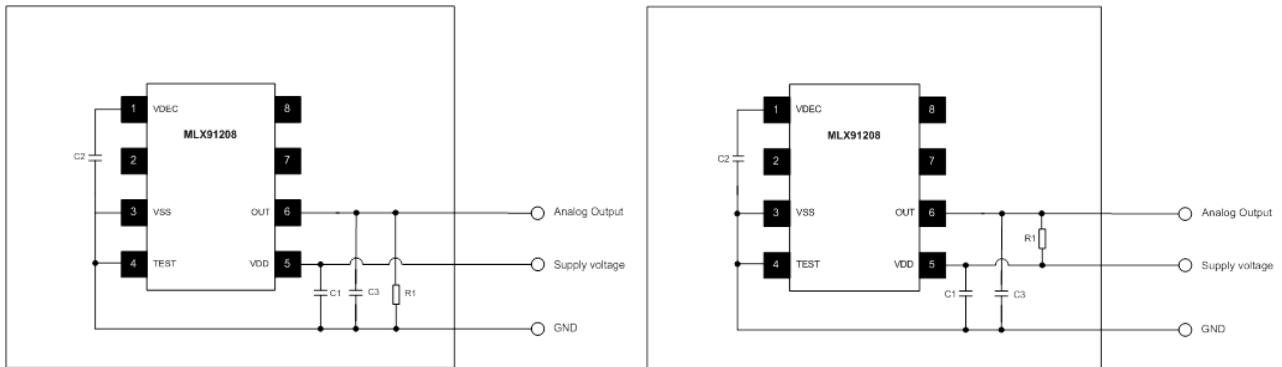 1 VDEC 8
MLX91208
C2
2 7
3 VSS OUT 6 Analog Output
4 TEST VDD 5 Supply voltage
C1 C3 R1
GND
1 VDEC 8
MLX91208
C2
2 7
3 VSS OUT 6 Analog Output
R1
4 TEST VDD 5 Supply voltage
C1 C3
GND